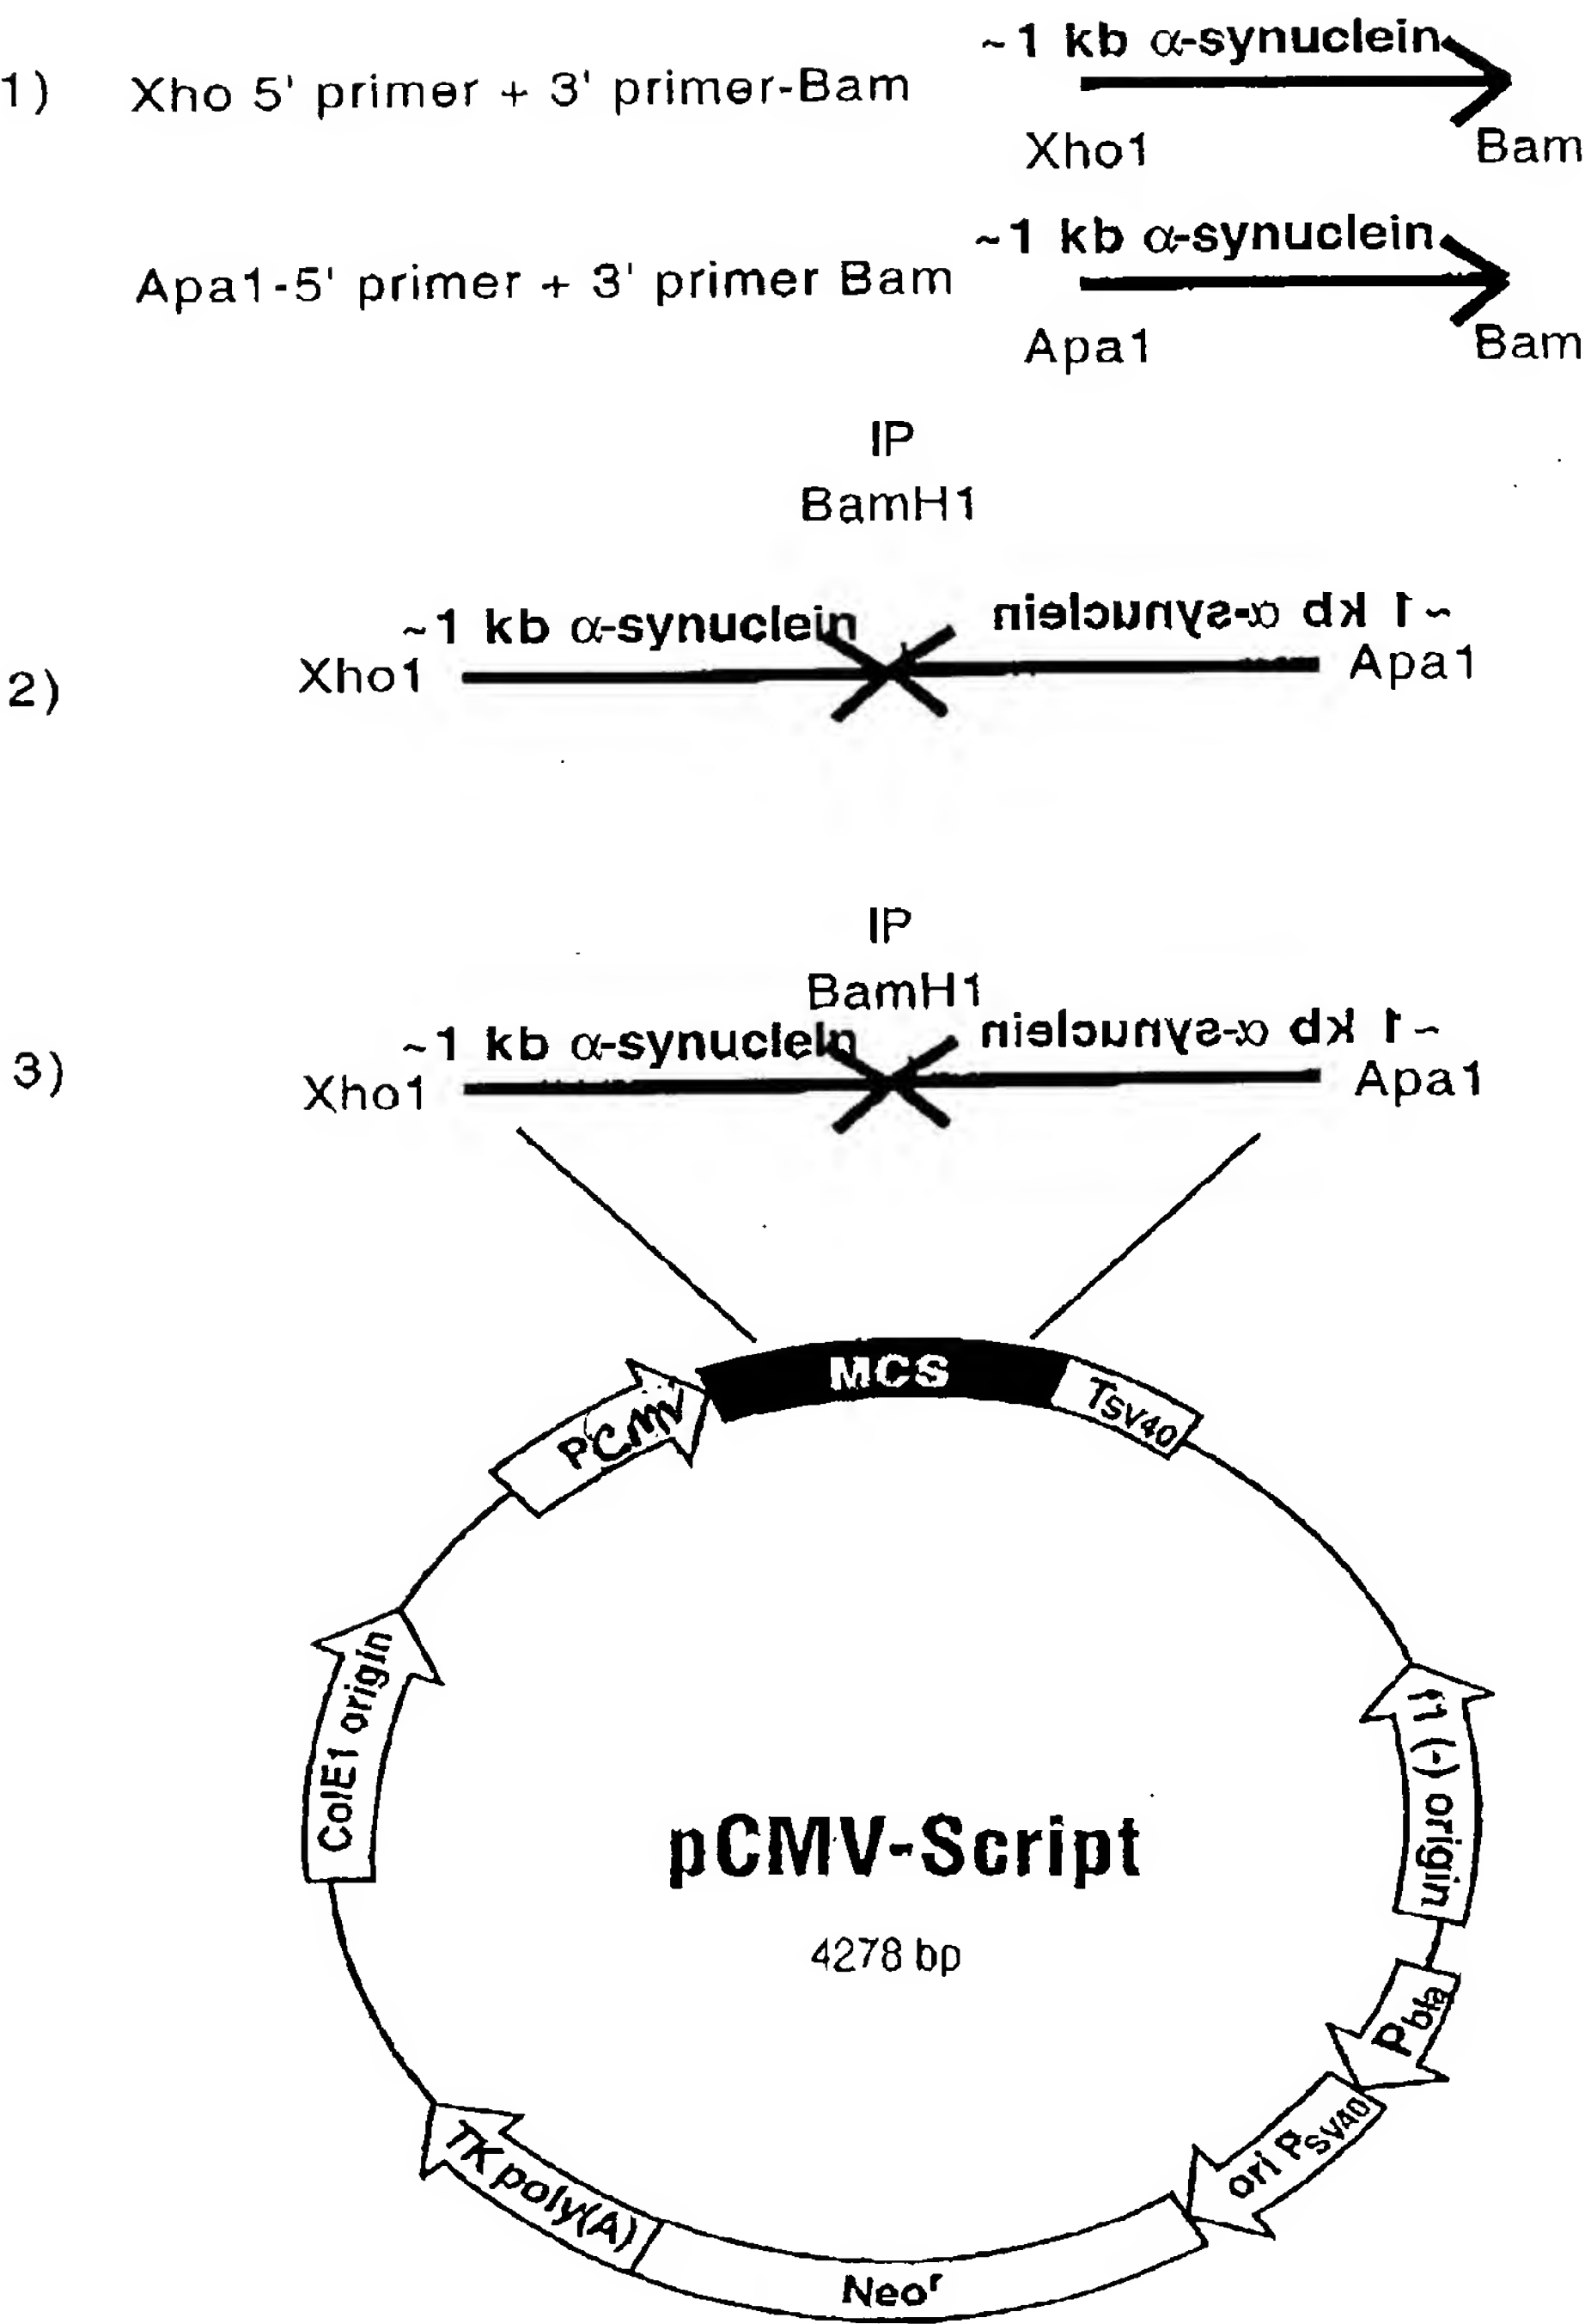 ~1 kb α-synuclein
1) Xho 5' primer + 3' primer-Bam
Xho1 Bam
~1 kb α-synuclein
Apa1-5' primer + 3' primer Bam
Apa1 Bam
IP
BamH1
~1 kb α-synuclein ~1 kb α-synuclein
2) Xho1 Apa1
IP
BamH1
~1 kb α-synuclein ~1 kb α-synuclein
3) Xho1 Apa1
MCS
PCMV
TSV40
ColE1 origin
f1 (-) origin
pCMV-Script
4278 bp
Pbla
ori PSV40
TK poly(A)
Neoʳ